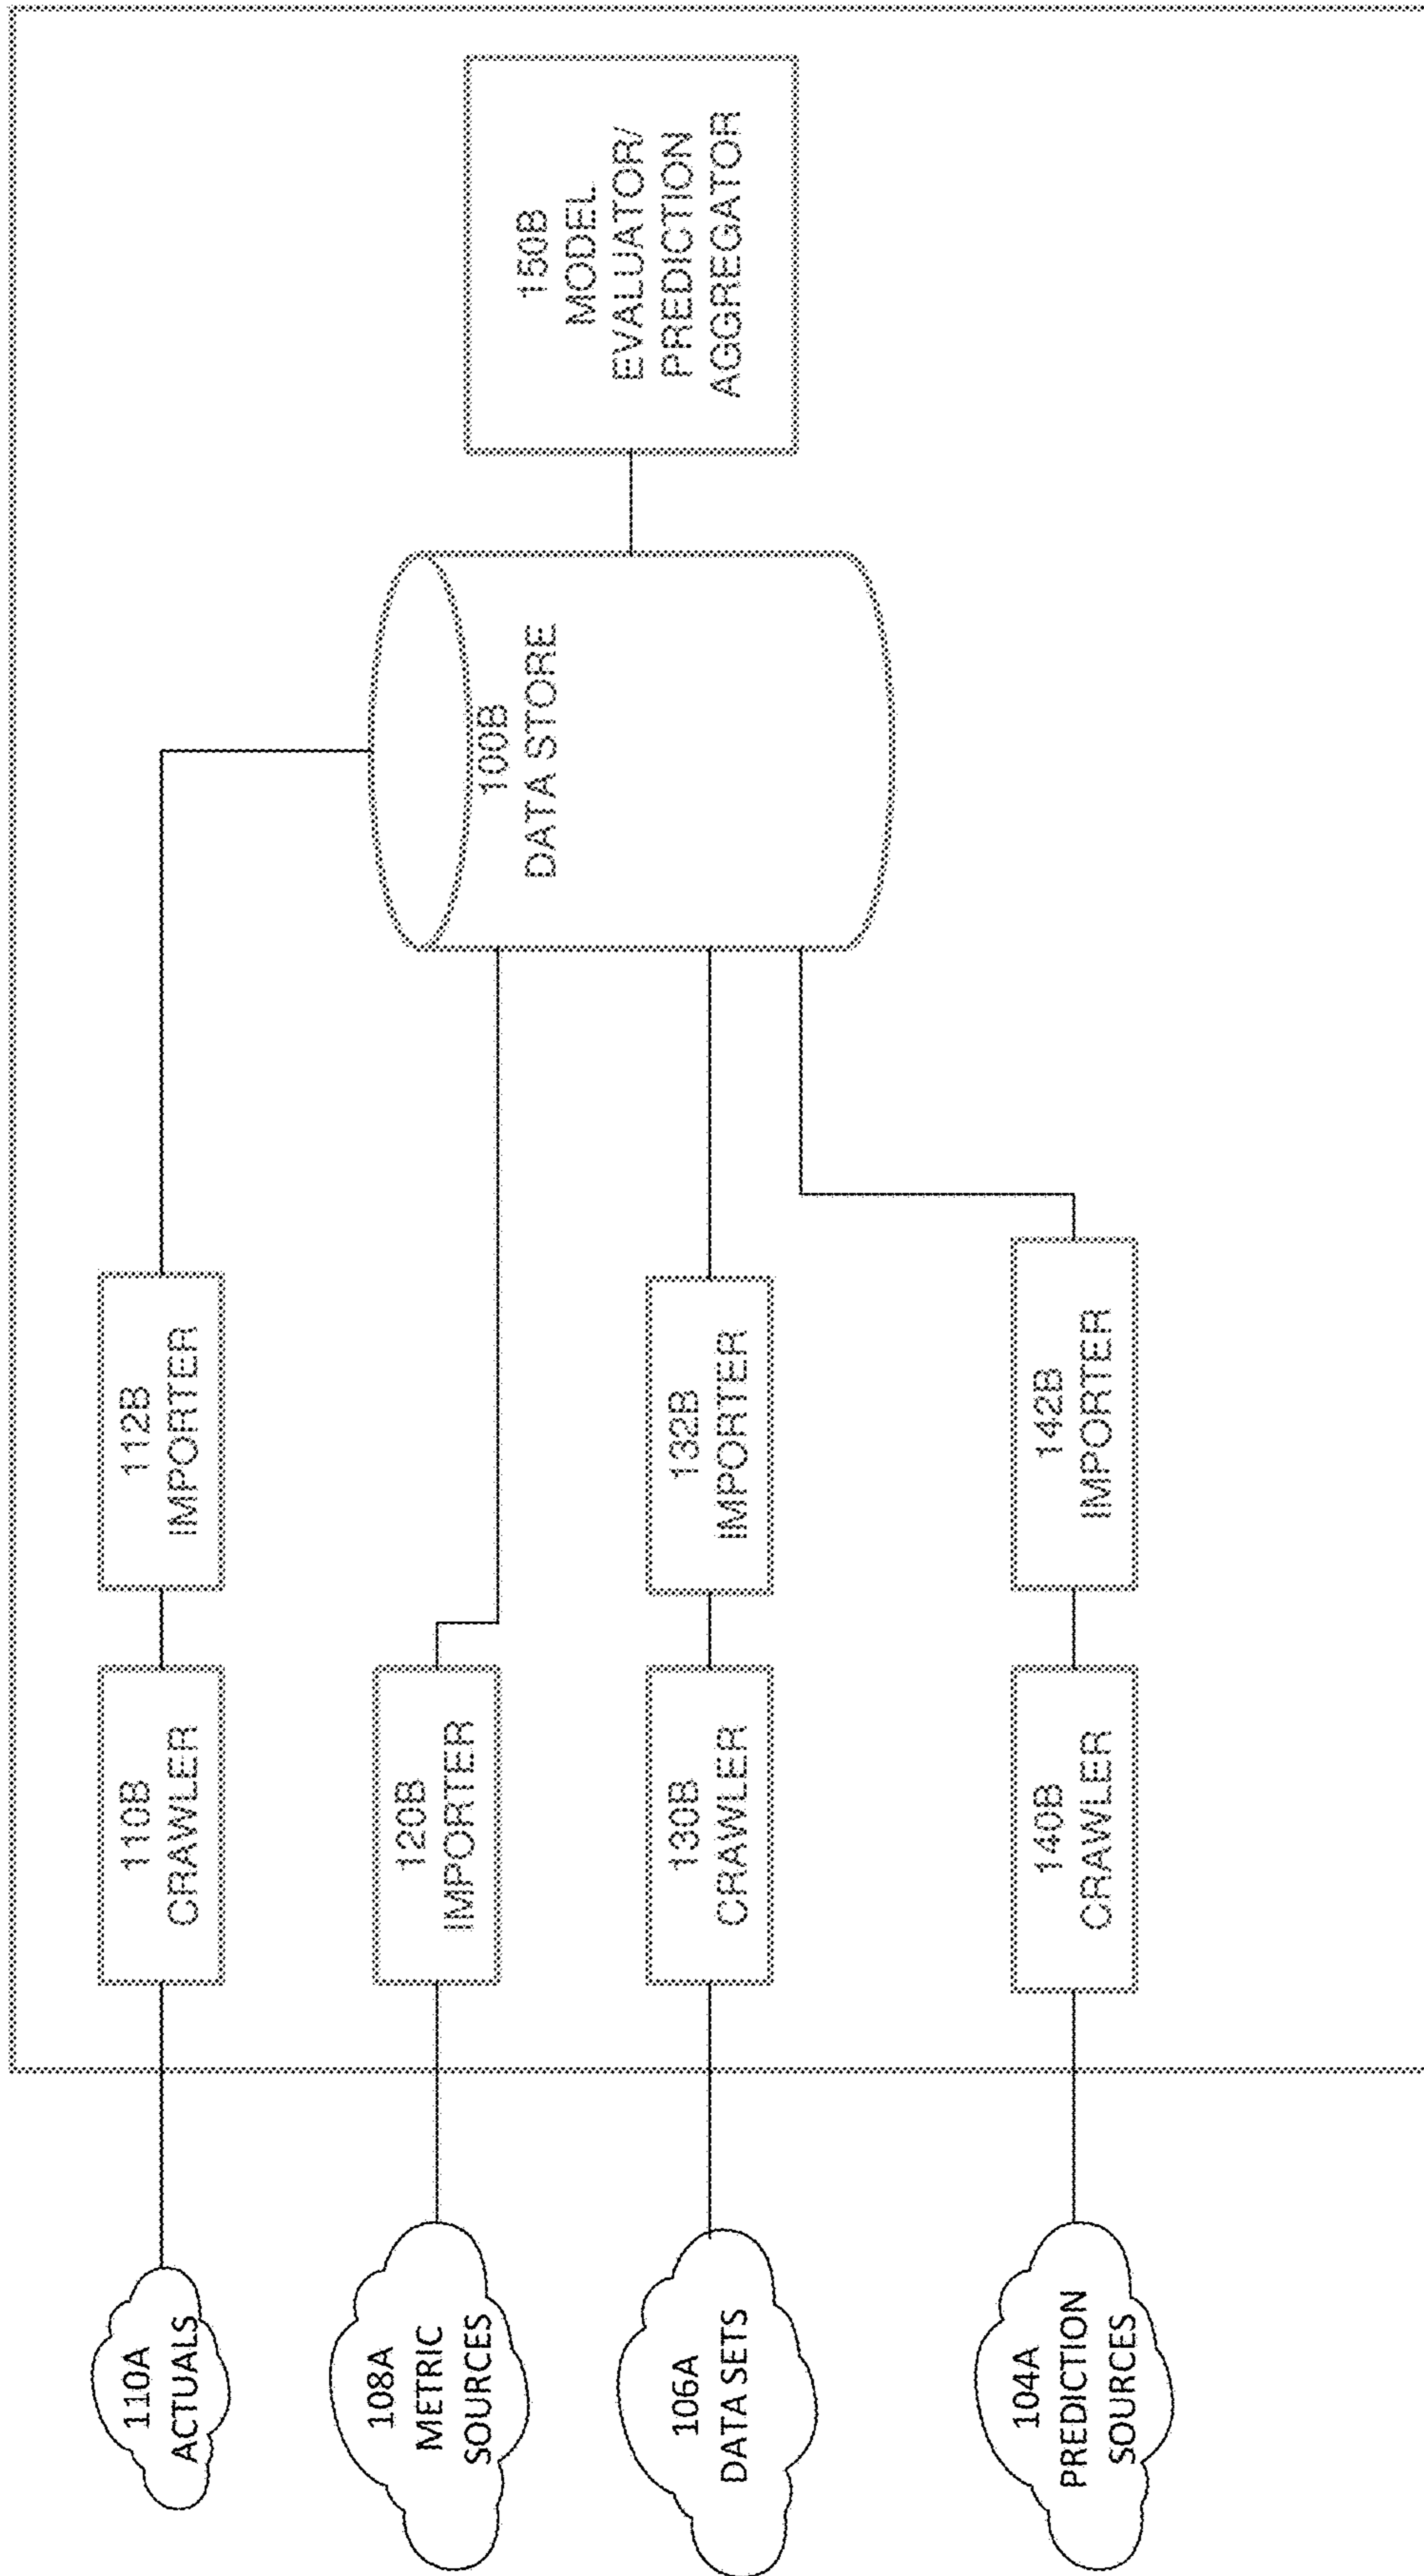 110A
ACTUALS
110B
CRAWLER
112B
IMPORTER
108A
METRIC
SOURCES
120B
IMPORTER
100B
DATA STORE
150B
MODEL
EVALUATOR/
PREDICTION
AGGREGATOR
106A
DATA SETS
130B
CRAWLER
132B
IMPORTER
104A
PREDICTION
SOURCES
140B
CRAWLER
142B
IMPORTER